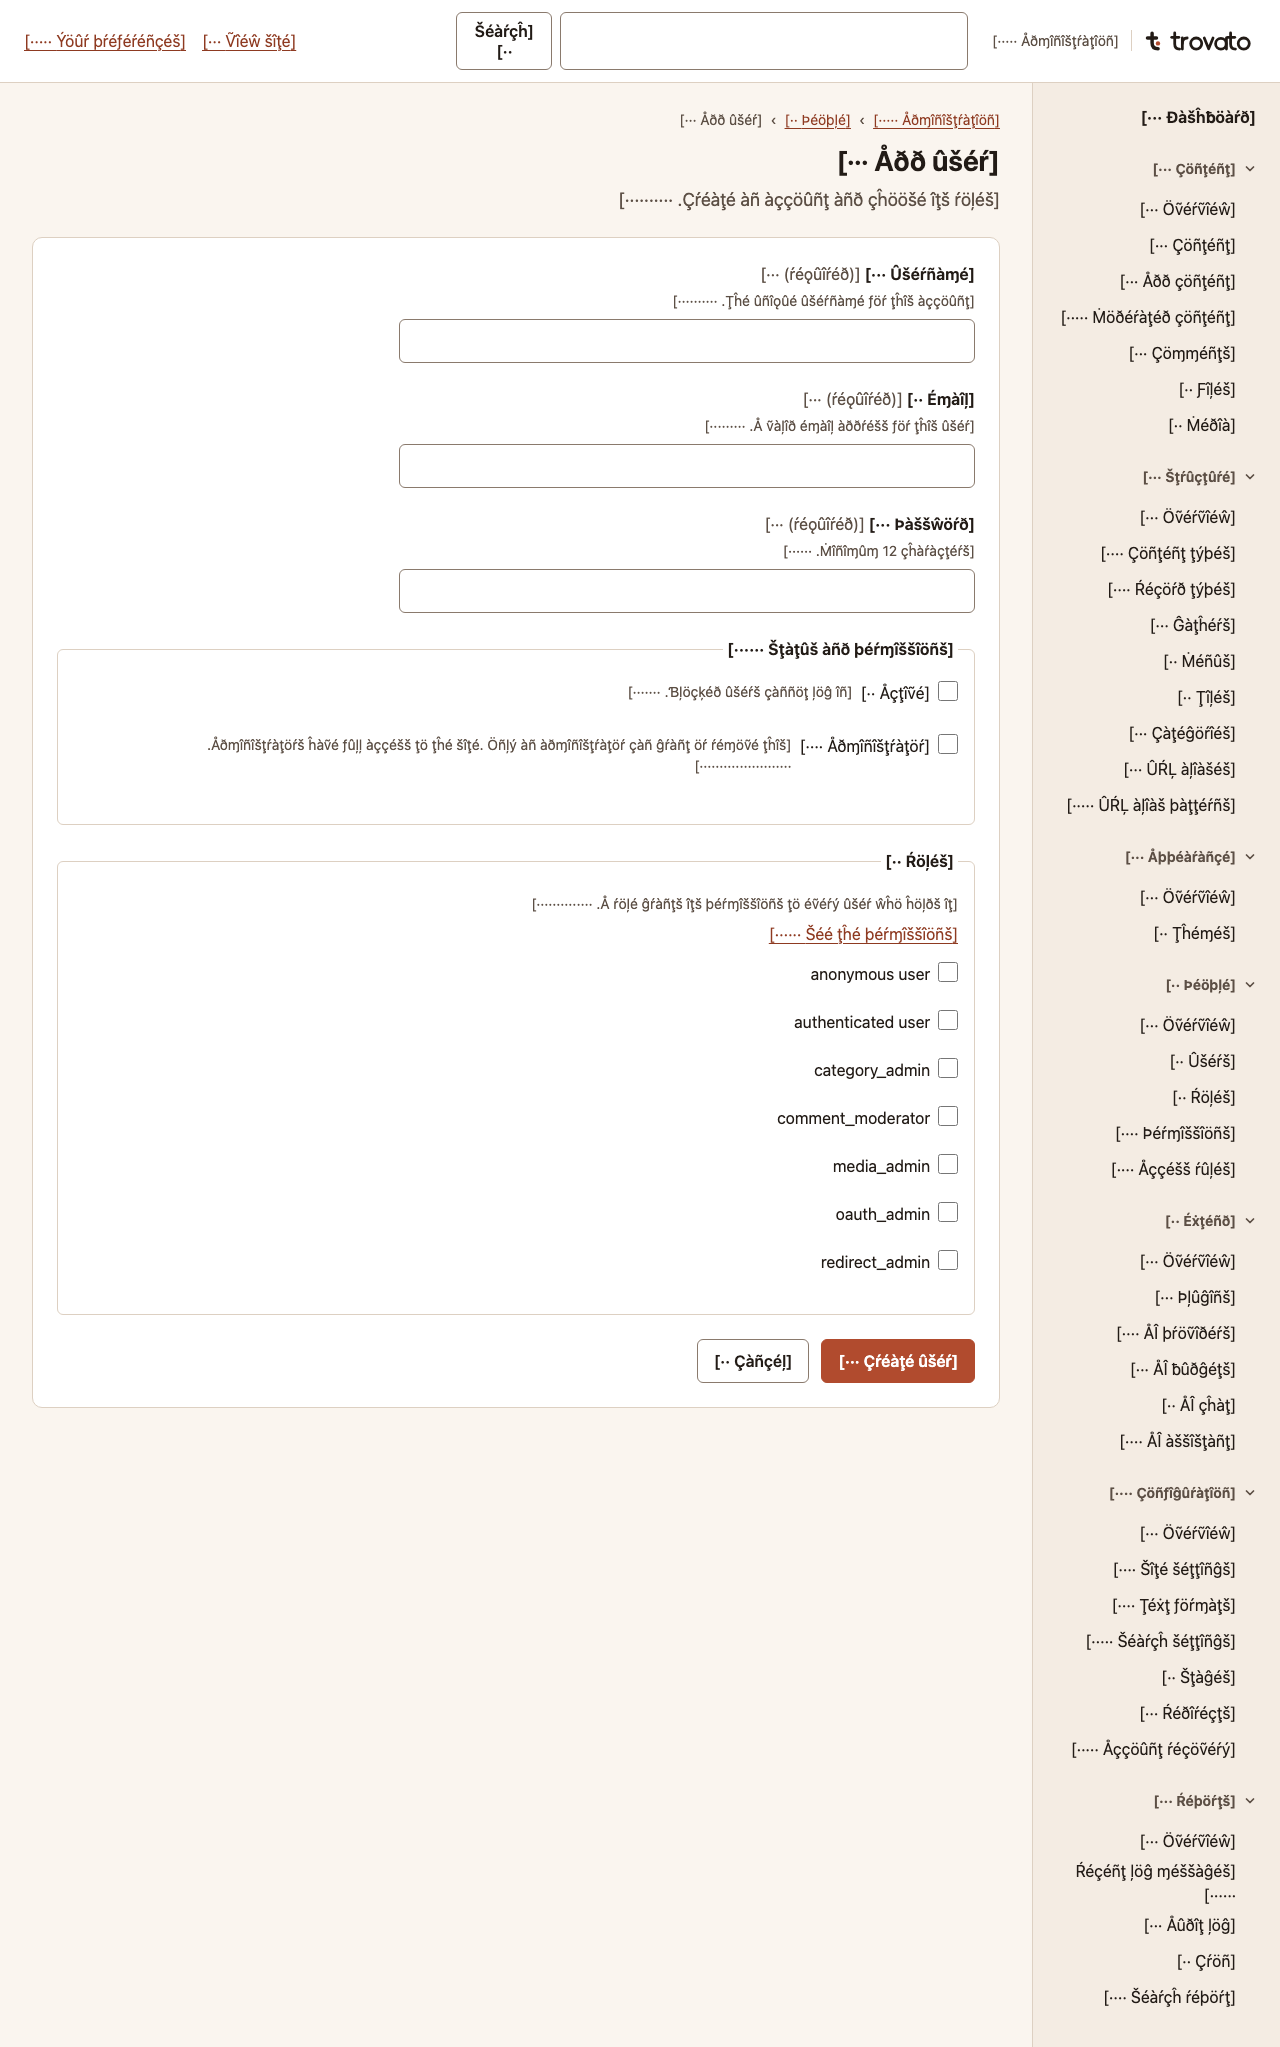 trovato
[····· Åðɱîñîšţŕàţîöñ]
Šéàŕçĥ]
[··
[··· Ṽîéŵ šîţé]
[····· Ýöûŕ þŕéƒéŕéñçéš]
[··· Ðàšĥƀöàŕð]
[··· Çöñţéñţ]
[··· Öṽéŕṽîéŵ]
[··· Çöñţéñţ]
[··· Åðð çöñţéñţ]
[····· Ṁöðéŕàţéð çöñţéñţ]
[··· Çöɱɱéñţš]
[·· Ƒîļéš]
[·· Ṁéðîà]
[··· Šţŕûçţûŕé]
[··· Öṽéŕṽîéŵ]
[···· Çöñţéñţ ţýþéš]
[···· Ŕéçöŕð ţýþéš]
[··· Ĝàţĥéŕš]
[·· Ṁéñûš]
[·· Ţîļéš]
[··· Çàţéĝöŕîéš]
[··· ÛŔĻ àļîàšéš]
[····· ÛŔĻ àļîàš þàţţéŕñš]
[··· Åþþéàŕàñçé]
[··· Öṽéŕṽîéŵ]
[·· Ţĥéɱéš]
[·· Þéöþļé]
[··· Öṽéŕṽîéŵ]
[·· Ûšéŕš]
[·· Ŕöļéš]
[···· Þéŕɱîššîöñš]
[···· Åççéšš ŕûļéš]
[·· Éẋţéñð]
[··· Öṽéŕṽîéŵ]
[··· Þļûĝîñš]
[···· ÅÎ þŕöṽîðéŕš]
[··· ÅÎ ƀûðĝéţš]
[·· ÅÎ çĥàţ]
[···· ÅÎ àššîšţàñţ]
[···· Çöñƒîĝûŕàţîöñ]
[··· Öṽéŕṽîéŵ]
[···· Šîţé šéţţîñĝš]
[···· Ţéẋţ ƒöŕɱàţš]
[····· Šéàŕçĥ šéţţîñĝš]
[·· Šţàĝéš]
[··· Ŕéðîŕéçţš]
[····· Åççöûñţ ŕéçöṽéŕý]
[··· Ŕéþöŕţš]
[··· Öṽéŕṽîéŵ]
Ŕéçéñţ ļöĝ ɱéššàĝéš]
[······
[··· Åûðîţ ļöĝ]
[·· Çŕöñ]
[···· Šéàŕçĥ ŕéþöŕţ]
[··· Åðð ûšéŕ] › [·· Þéöþļé] › [····· Åðɱîñîšţŕàţîöñ]
[··· Åðð ûšéŕ]
[·········· .Çŕéàţé àñ àççöûñţ àñð çĥööšé îţš ŕöļéš]
[··· (ŕéǫûîŕéð)] [··· Ûšéŕñàɱé]
[·········· .Ţĥé ûñîǫûé ûšéŕñàɱé ƒöŕ ţĥîš àççöûñţ]
[··· (ŕéǫûîŕéð)] [·· Éɱàîļ]
[········· .Å ṽàļîð éɱàîļ àððŕéšš ƒöŕ ţĥîš ûšéŕ]
[··· (ŕéǫûîŕéð)] [··· Þàššŵöŕð]
[······ .Ṁîñîɱûɱ 12 çĥàŕàçţéŕš]
[······ Šţàţûš àñð þéŕɱîššîöñš]
[······· .Ɓļöçķéð ûšéŕš çàññöţ ļöĝ îñ] [·· Åçţîṽé]
.Åðɱîñîšţŕàţöŕš ĥàṽé ƒûļļ àççéšš ţö ţĥé šîţé. Öñļý àñ àðɱîñîšţŕàţöŕ çàñ ĝŕàñţ öŕ ŕéɱöṽé ţĥîš] [···· Åðɱîñîšţŕàţöŕ]
[·······················
[·· Ŕöļéš]
[·············· .Å ŕöļé ĝŕàñţš îţš þéŕɱîššîöñš ţö éṽéŕý ûšéŕ ŵĥö ĥöļðš îţ]
[······ Šéé ţĥé þéŕɱîššîöñš]
anonymous user
authenticated user
category_admin
comment_moderator
media_admin
oauth_admin
redirect_admin
[··· Çŕéàţé ûšéŕ]
[·· Çàñçéļ]